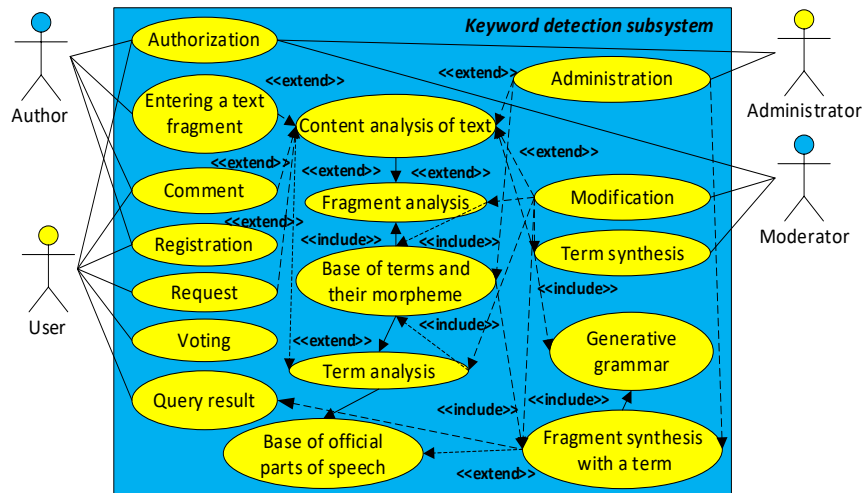 Keyword detection subsystem
Authorization
<<extend>>
<<extend>>
Administration
Author
Administrator
Entering a text
fragment
Content analysis of text
<<extend>>
<<extend>>
<<extend>>
<<extend>>
Comment
Fragment analysis
Modification
<<extend>>
Registration
<<include>>
<<include>>
Term synthesis
Moderator
User
Request
Base of terms and
their morpheme
<<include>>
Voting
<<extend>>
<<include>>
Generative
grammar
Term analysis
Query result
<<include>>
<<include>>
Base of official
parts of speech
Fragment synthesis
with a term
<<extend>>